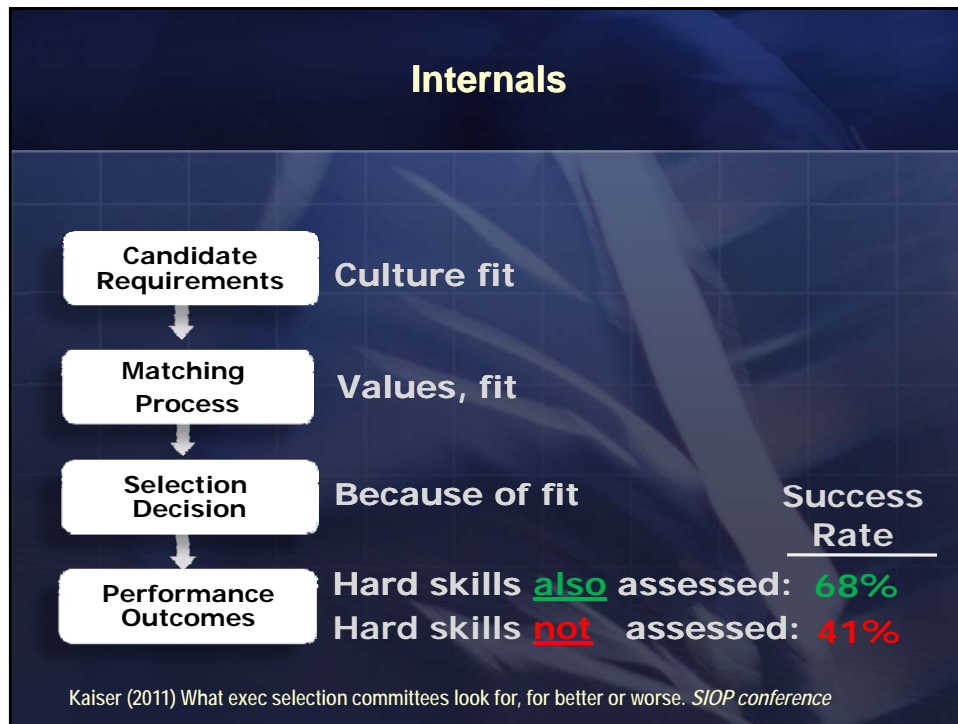 Internals
Candidate
Requirements
Culture fit
Matching
Process
Values, fit
Selection
Decision
Because of fit
Success
Rate
Performance
Outcomes
Hard skills also assessed: 68%
Hard skills not assessed: 41%
Kaiser (2011) What exec selection committees look for, for better or worse. SIOP conference